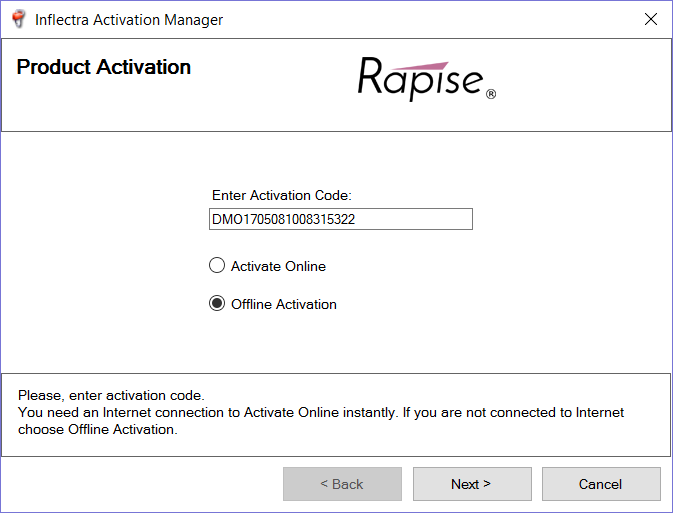 Inflectra Activation Manager
Product Activation
Rapise®
Enter Activation Code:
DMO1705081008315322
Activate Online
Offline Activation
Please, enter activation code.
You need an Internet connection to Activate Online instantly. If you are not connected to Internet
choose Offline Activation.
< Back
Next >
Cancel